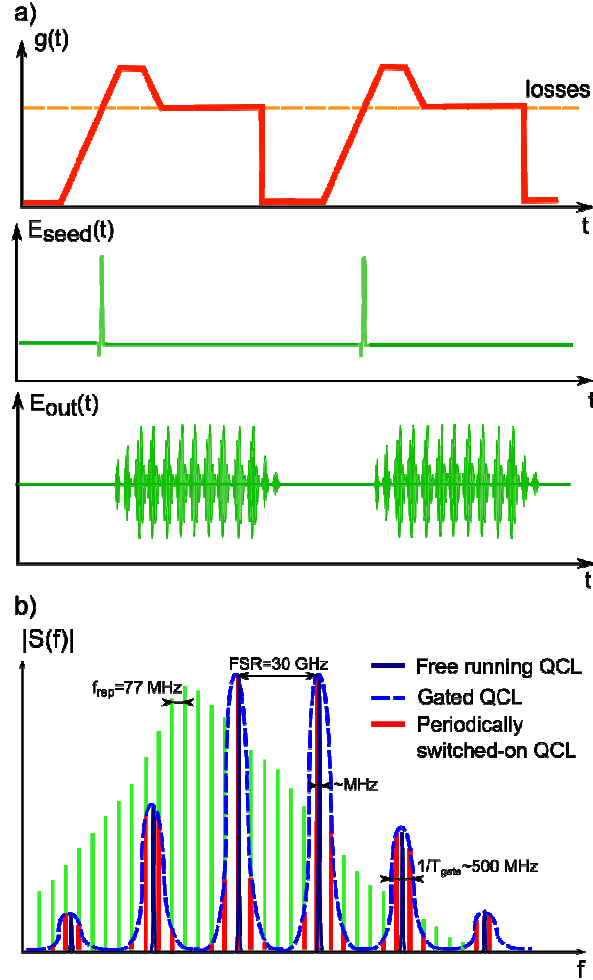 a)
g(t)
losses
t
Eseed(t)
t
Eout(t)
t
b)
|S(f)|
FSR=30 GHz
frep=77 MHz
Free running QCL
Gated QCL
Periodically
switched-on QCL
~MHz
1/Tgate~500 MHz
f